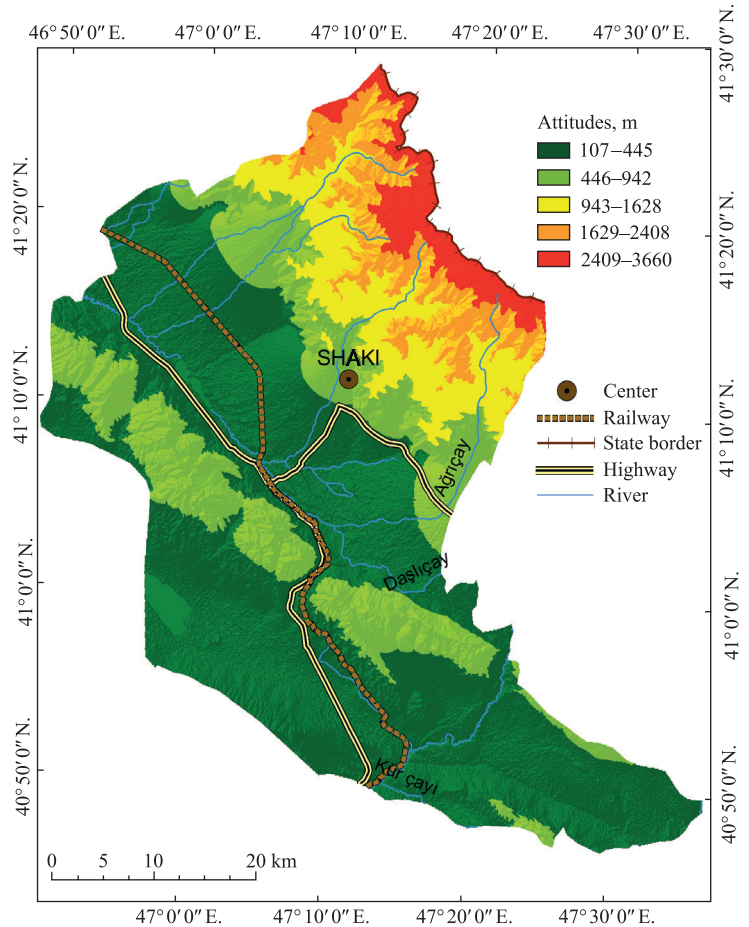 46°50′0″E. 47°0′0″E. 47°10′0″E. 47°20′0″E. 47°30′0″E.
41°30′0″N.
41°20′0″N.
41°10′0″N.
41°0′0″N.
40°50′0″N.
Attitudes, m
107–445
446–942
943–1628
1629–2408
2409–3660
41°20′0″N.
41°10′0″N.
41°0′0″N.
40°50′0″N.
SHAKI
Center
Railway
State border
Highway
River
Ağrıçay
Daşlıçay
Kür çayı
0 5 10 20 km
47°0′0″E. 47°10′0″E. 47°20′0″E. 47°30′0″E.